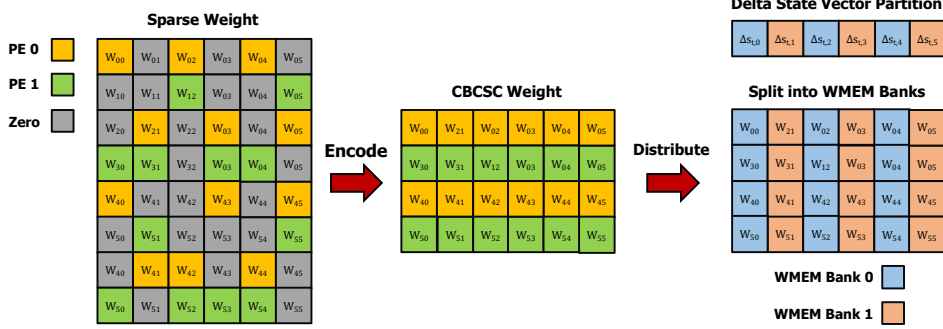 Delta State Vector Partition
Sparse Weight
PE 0
PE 1
Zero
W00 W01 W02 W03 W04 W05
W10 W11 W12 W03 W04 W05
W20 W21 W22 W03 W04 W05
W30 W31 W32 W03 W04 W05
W40 W41 W42 W43 W44 W45
W50 W51 W52 W53 W54 W55
W40 W41 W42 W43 W44 W45
W50 W51 W52 W53 W54 W55
Encode
CBCSC Weight
W00 W21 W02 W03 W04 W05
W30 W31 W12 W03 W04 W05
W40 W41 W42 W43 W44 W45
W50 W51 W52 W53 W54 W55
Distribute
Δst,0 Δst,1 Δst,2 Δst,3 Δst,4 Δst,5
Split into WMEM Banks
W00 W21 W02 W03 W04 W05
W30 W31 W12 W03 W04 W05
W40 W41 W42 W43 W44 W45
W50 W51 W52 W53 W54 W55
WMEM Bank 0
WMEM Bank 1